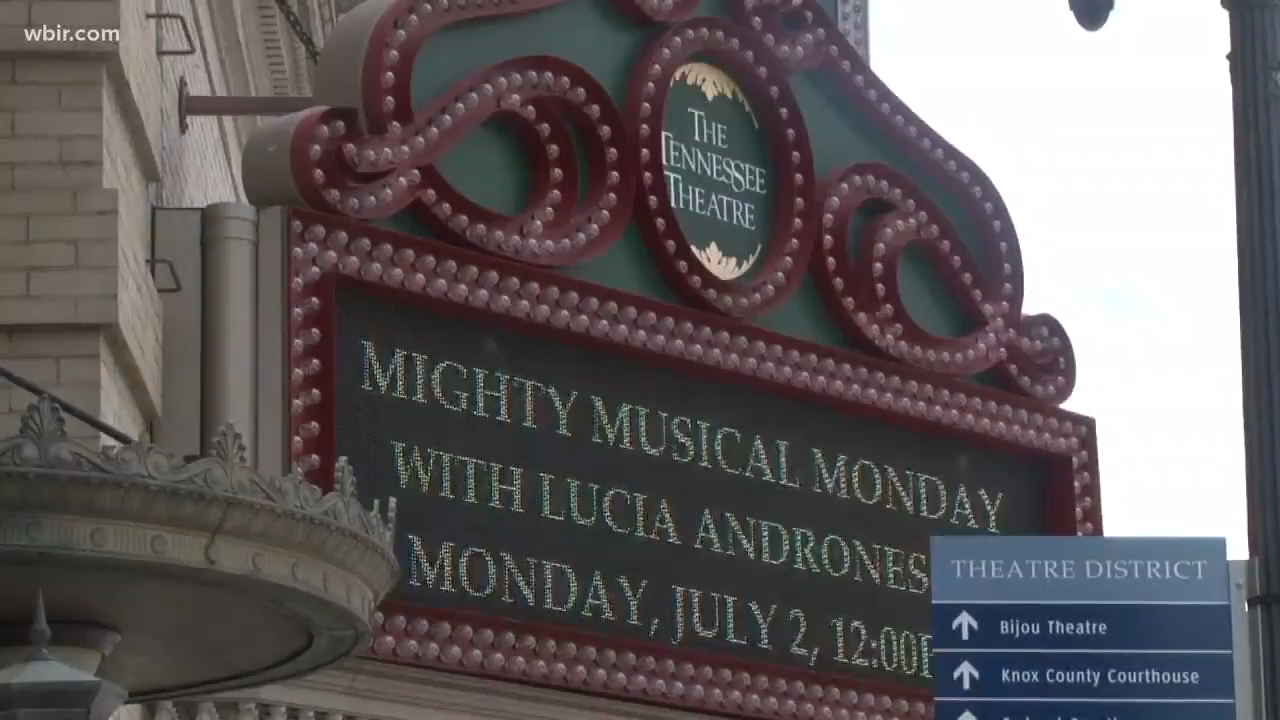 wbir.com
THE
TENNESSEE
THEATRE
MIGHTY MUSICAL MONDAY
WITH LUCIA ANDRONES
MONDAY, JULY 2, 12:00P
THEATRE DISTRICT
Bijou Theatre
Knox County Courthouse